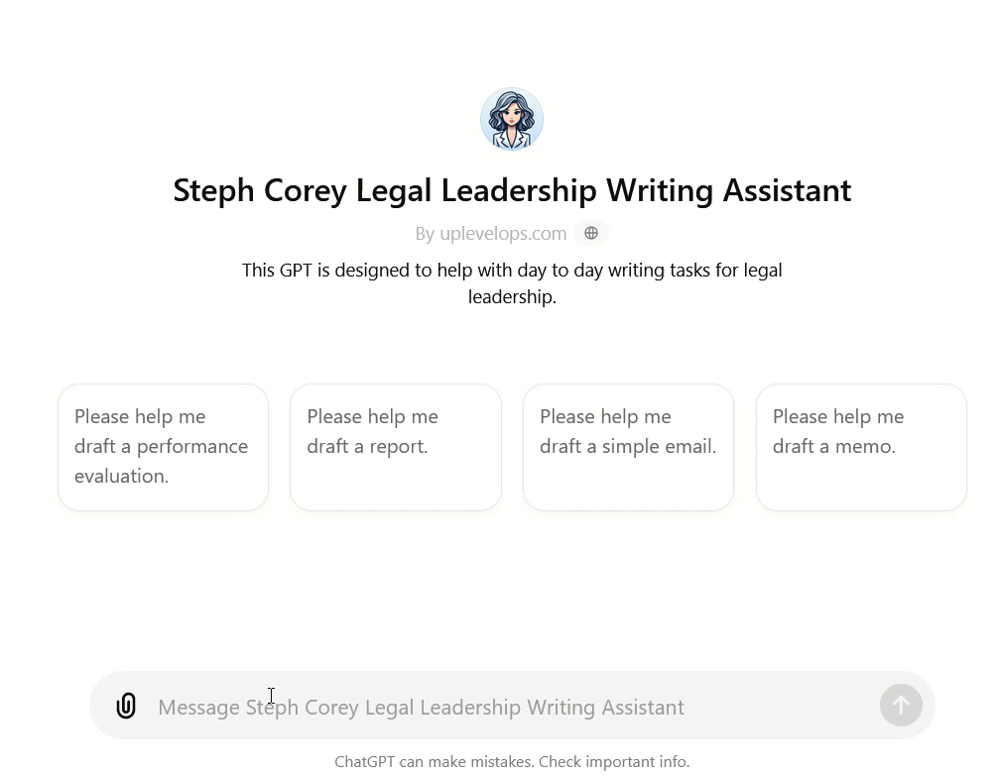 Steph Corey Legal Leadership Writing Assistant
By uplevelops.com
This GPT is designed to help with day to day writing tasks for legal
leadership.
Please help me
draft a performance
evaluation.
Please help me
draft a report.
Please help me
draft a simple email.
Please help me
draft a memo.
Message Steph Corey Legal Leadership Writing Assistant
ChatGPT can make mistakes. Check important info.